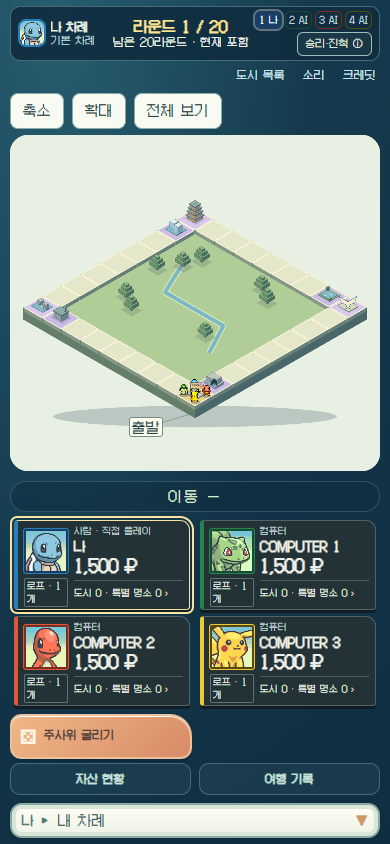 나 차례
기본 차례
라운드 1 / 20
남은 20라운드 · 현재 포함
1 나
2 AI
3 AI
4 AI
승리·진척 ⓘ
도시 목록
소리
크레딧
축소
확대
전체 보기
출발
이동 —
사람 · 직접 플레이
나
1,500 ₽
로프 · 1개
도시 0 · 특별 명소 0 ›
컴퓨터
COMPUTER 1
1,500 ₽
로프 · 1개
도시 0 · 특별 명소 0 ›
컴퓨터
COMPUTER 2
1,500 ₽
로프 · 1개
도시 0 · 특별 명소 0 ›
컴퓨터
COMPUTER 3
1,500 ₽
로프 · 1개
도시 0 · 특별 명소 0 ›
주사위 굴리기
자산 현황
여행 기록
나 ▸ 내 차례